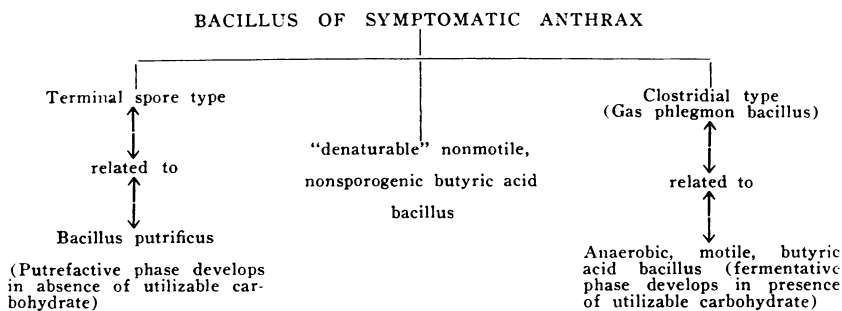 BACILLUS OF SYMPTOMATIC ANTHRAX
Terminal spore type
related to
Bacillus putrificus
(Putrefactive phase develops
in absence of utilizable car-
bohydrate)
"denaturable" nonmotile,
nonsporogenic butyric acid
bacillus
Clostridial type
(Gas phlegmon bacillus)
related to
Anaerobic, motile, butyric
acid bacillus (fermentative
phase develops in presence
of utilizable carbohydrate)